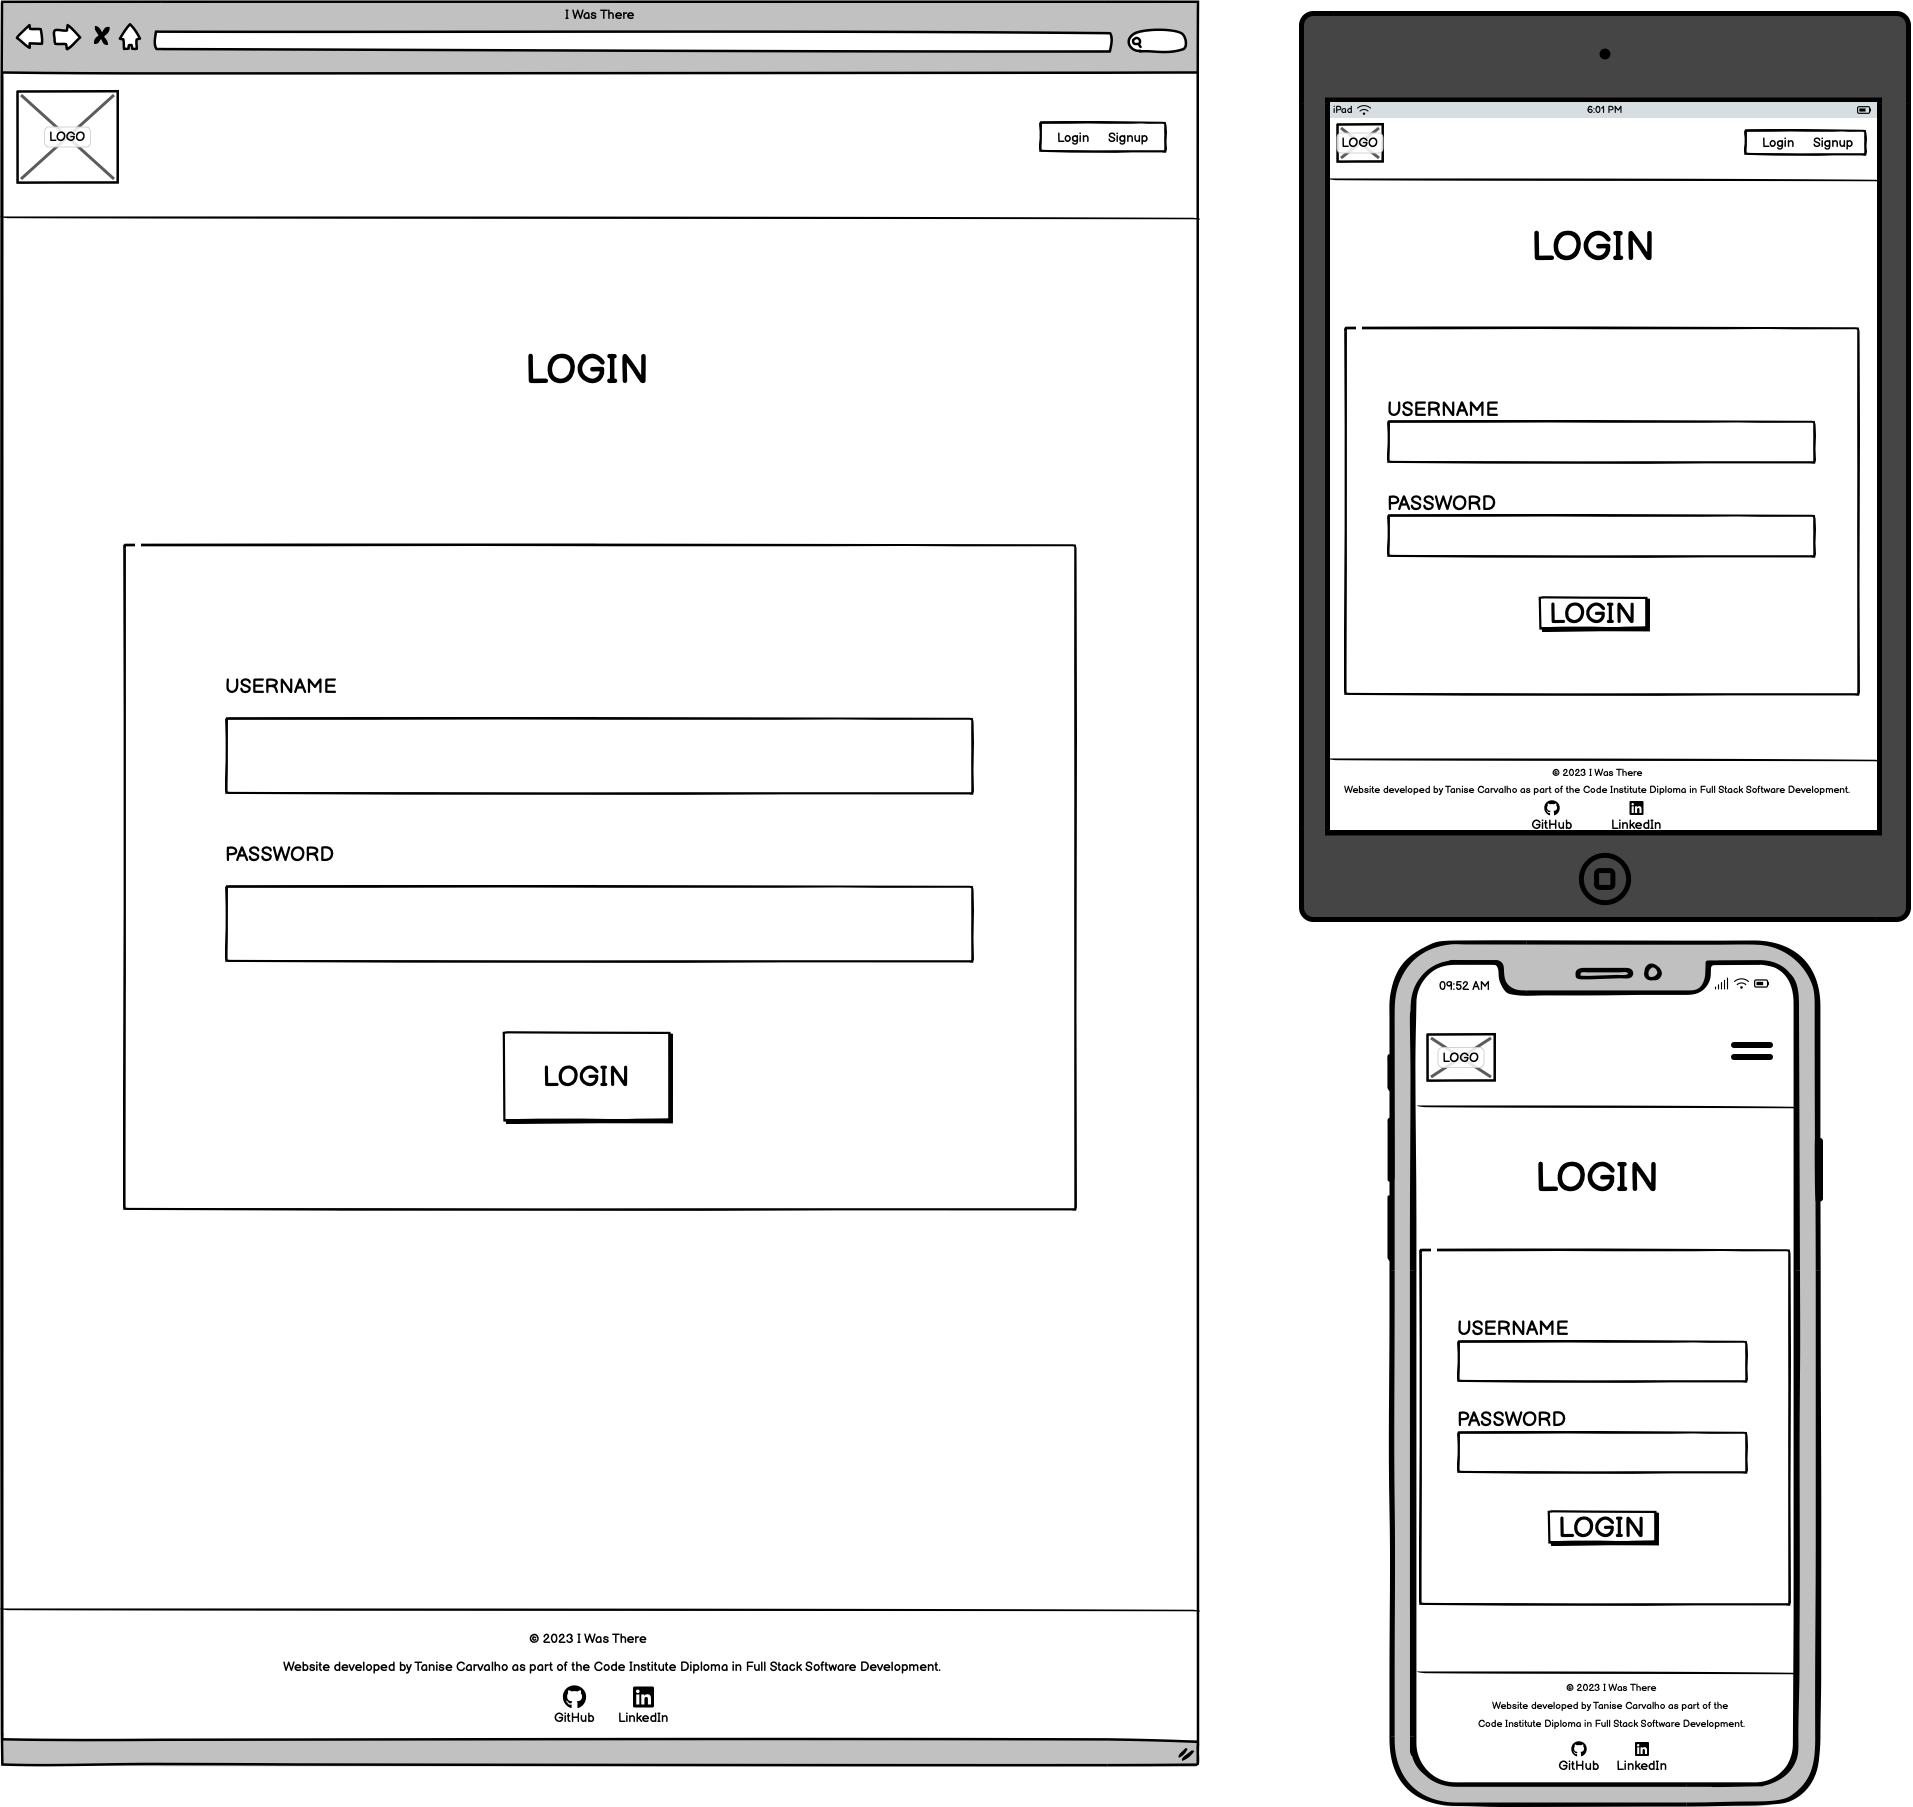 I Was There
LOGO
Login Signup
LOGIN
USERNAME
PASSWORD
LOGIN
© 2023 I Was There
Website developed by Tanise Carvalho as part of the Code Institute Diploma in Full Stack Software Development.
GitHub LinkedIn
iPad 6:01 PM
LOGO
Login Signup
LOGIN
USERNAME
PASSWORD
LOGIN
© 2023 I Was There
Website developed by Tanise Carvalho as part of the Code Institute Diploma in Full Stack Software Development.
GitHub LinkedIn
09:52 AM
LOGO
LOGIN
USERNAME
PASSWORD
LOGIN
© 2023 I Was There
Website developed by Tanise Carvalho as part of the
Code Institute Diploma in Full Stack Software Development.
GitHub LinkedIn